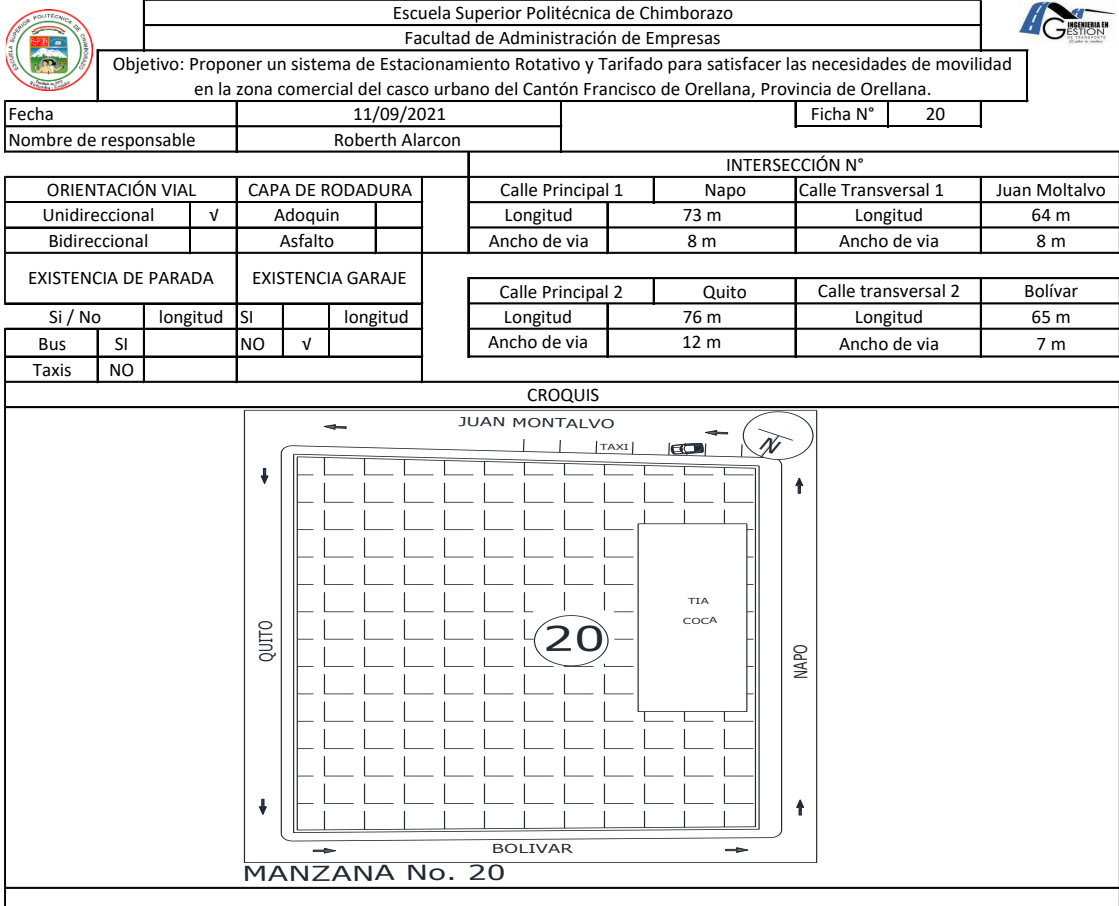 Escuela Superior Politécnica de Chimborazo
Facultad de Administración de Empresas
Objetivo: Proponer un sistema de Estacionamiento Rotativo y Tarifado para satisfacer las necesidades de movilidad
en la zona comercial del casco urbano del Cantón Francisco de Orellana, Provincia de Orellana.
INGENIERIA EN
GESTION
DE TRANSPORTE
Fecha 11/09/2021 Ficha N° 20
Nombre de responsable Roberth Alarcon
INTERSECCIÓN N°
ORIENTACIÓN VIAL CAPA DE RODADURA Calle Principal 1 Napo Calle Transversal 1 Juan Moltalvo
Unidireccional √ Adoquin Longitud 73 m Longitud 64 m
Bidireccional Asfalto Ancho de via 8 m Ancho de via 8 m
EXISTENCIA DE PARADA EXISTENCIA GARAJE
Calle Principal 2 Quito Calle transversal 2 Bolívar
Si / No longitud SI longitud Longitud 76 m Longitud 65 m
Bus SI NO √ Ancho de via 12 m Ancho de via 7 m
Taxis NO
CROQUIS
JUAN MONTALVO
TAXI
N
TIA
COCA
20
QUITO
NAPO
BOLIVAR
MANZANA No. 20